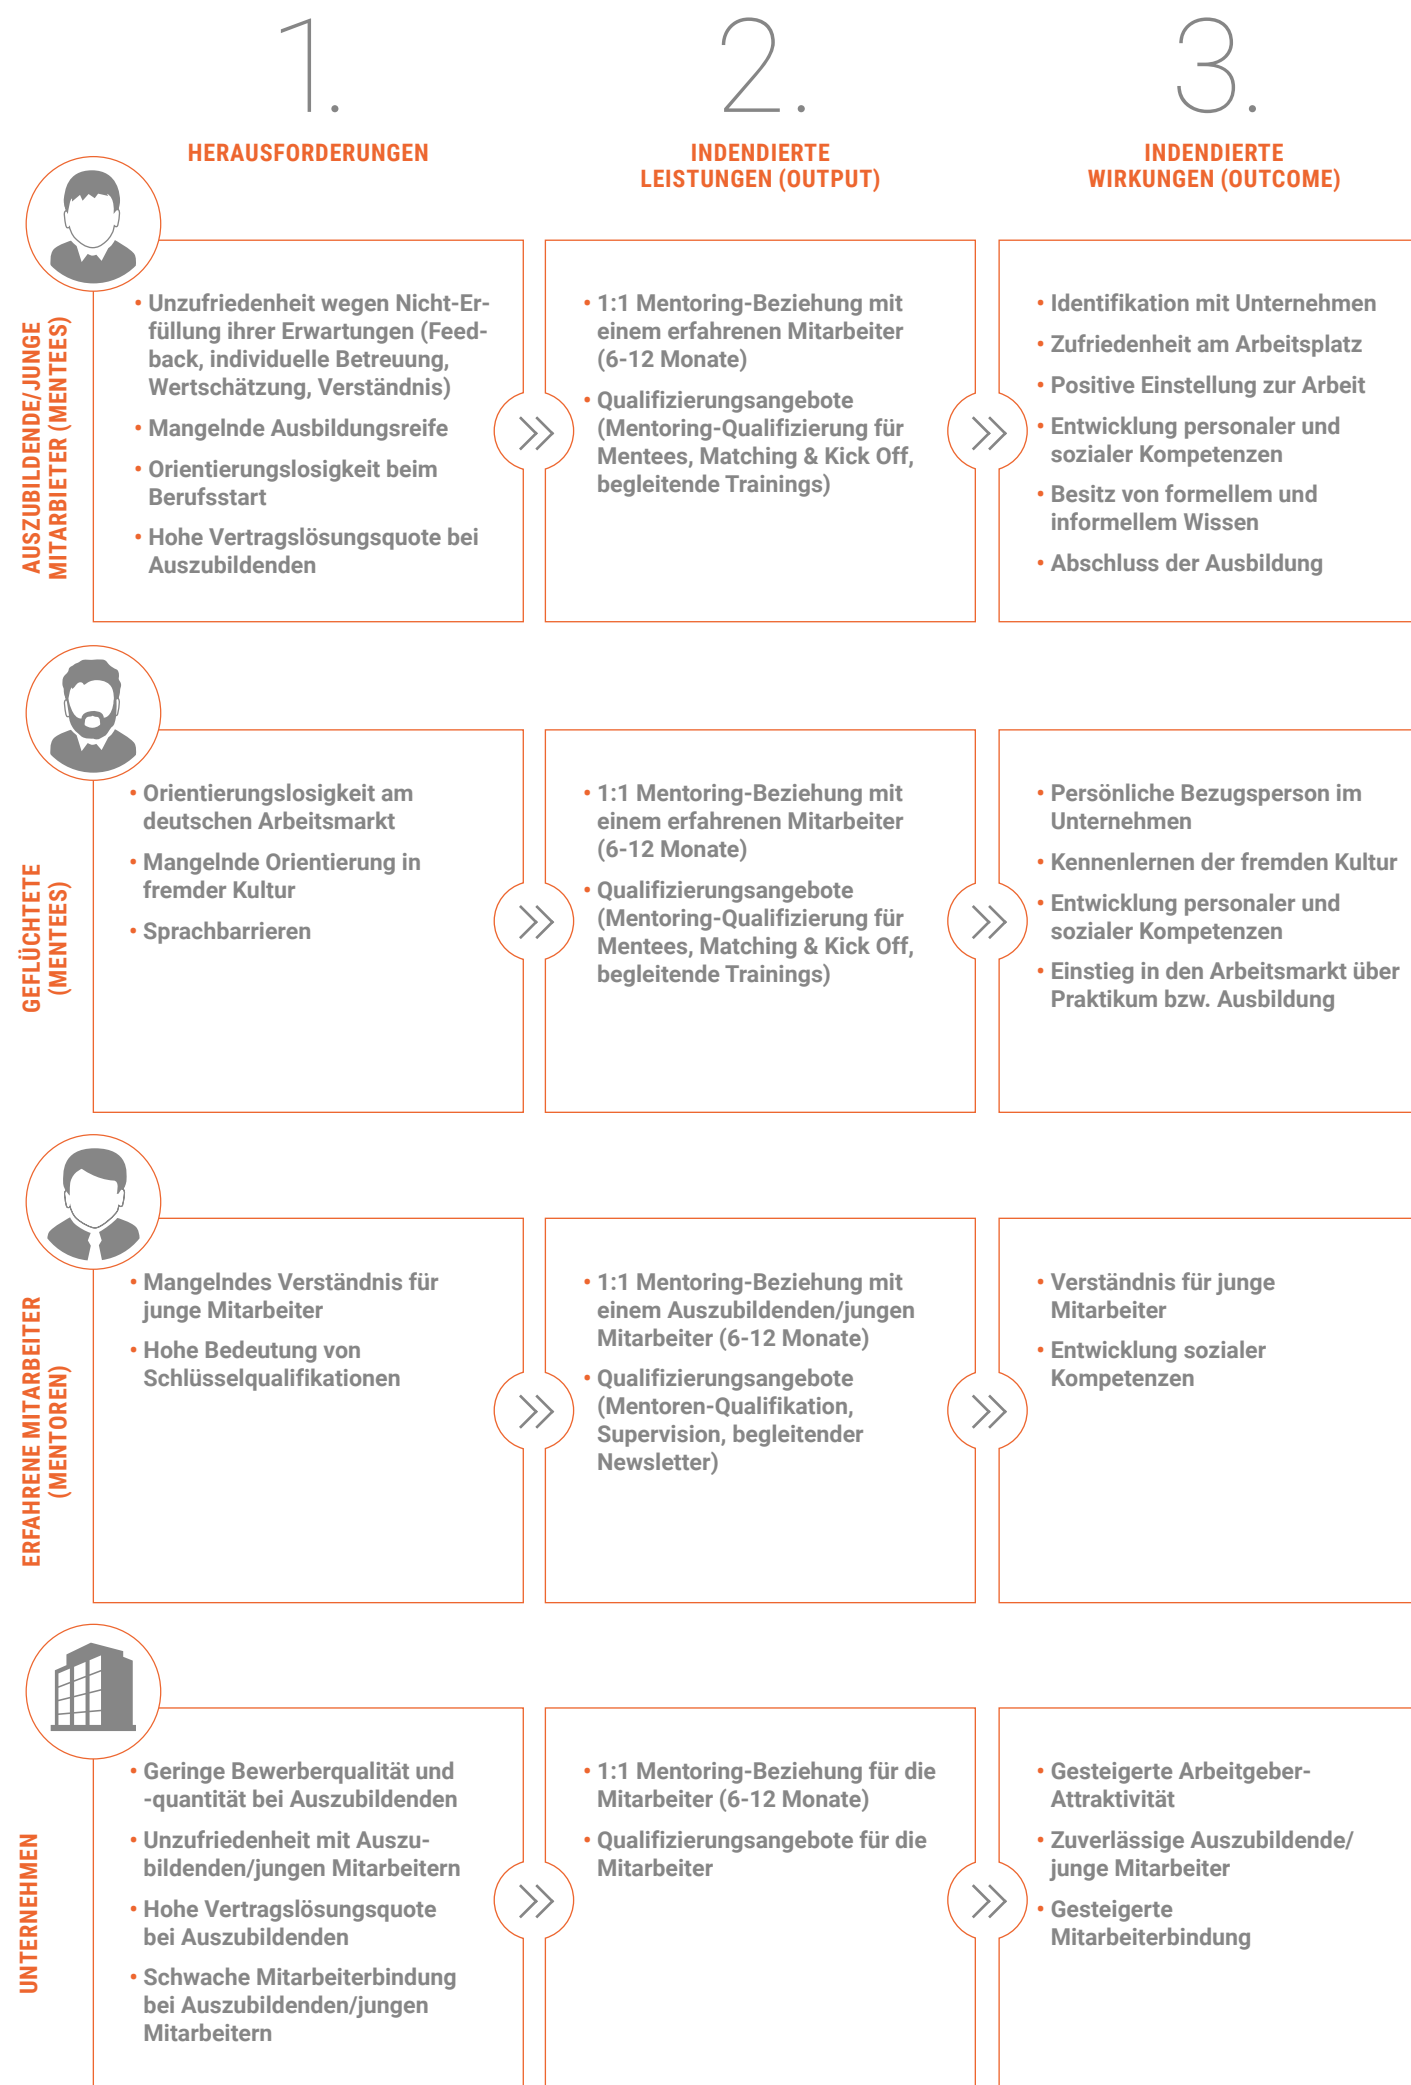 1.
2.
3.
HERAUSFORDERUNGEN
INDENDIERTE
LEISTUNGEN (OUTPUT)
INDENDIERTE
WIRKUNGEN (OUTCOME)
AUSZUBILDENDE/JUNGE
MITARBIETER (MENTEES)
• Unzufriedenheit wegen Nicht-Er-
füllung ihrer Erwartungen (Feed-
back, individuelle Betreuung,
Wertschätzung, Verständnis)
• Mangelnde Ausbildungsreife
• Orientierungslosigkeit beim
Berufsstart
• Hohe Vertragslösungsquote bei
Auszubildenden
• 1:1 Mentoring-Beziehung mit
einem erfahrenen Mitarbeiter
(6-12 Monate)
• Qualifizierungsangebote
(Mentoring-Qualifizierung für
Mentees, Matching & Kick Off,
begleitende Trainings)
• Identifikation mit Unternehmen
• Zufriedenheit am Arbeitsplatz
• Positive Einstellung zur Arbeit
• Entwicklung personaler und
sozialer Kompetenzen
• Besitz von formellem und
informellem Wissen
• Abschluss der Ausbildung
GEFLÜCHTETE
(MENTEES)
• Orientierungslosigkeit am
deutschen Arbeitsmarkt
• Mangelnde Orientierung in
fremder Kultur
• Sprachbarrieren
• 1:1 Mentoring-Beziehung mit
einem erfahrenen Mitarbeiter
(6-12 Monate)
• Qualifizierungsangebote
(Mentoring-Qualifizierung für
Mentees, Matching & Kick Off,
begleitende Trainings)
• Persönliche Bezugsperson im
Unternehmen
• Kennenlernen der fremden Kultur
• Entwicklung personaler und
sozialer Kompetenzen
• Einstieg in den Arbeitsmarkt über
Praktikum bzw. Ausbildung
ERFAHRENE MITARBEITER
(MENTOREN)
• Mangelndes Verständnis für
junge Mitarbeiter
• Hohe Bedeutung von
Schlüsselqualifikationen
• 1:1 Mentoring-Beziehung mit
einem Auszubildenden/jungen
Mitarbeiter (6-12 Monate)
• Qualifizierungsangebote
(Mentoren-Qualifikation,
Supervision, begleitender
Newsletter)
• Verständnis für junge
Mitarbeiter
• Entwicklung sozialer
Kompetenzen
UNTERNEHMEN
• Geringe Bewerberqualität und
-quantität bei Auszubildenden
• Unzufriedenheit mit Auszu-
bildenden/jungen Mitarbeitern
• Hohe Vertragslösungsquote
bei Auszubildenden
• Schwache Mitarbeiterbindung
bei Auszubildenden/jungen
Mitarbeitern
• 1:1 Mentoring-Beziehung für die
Mitarbeiter (6-12 Monate)
• Qualifizierungsangebote für die
Mitarbeiter
• Gesteigerte Arbeitgeber-
Attraktivität
• Zuverlässige Auszubildende/
junge Mitarbeiter
• Gesteigerte
Mitarbeiterbindung